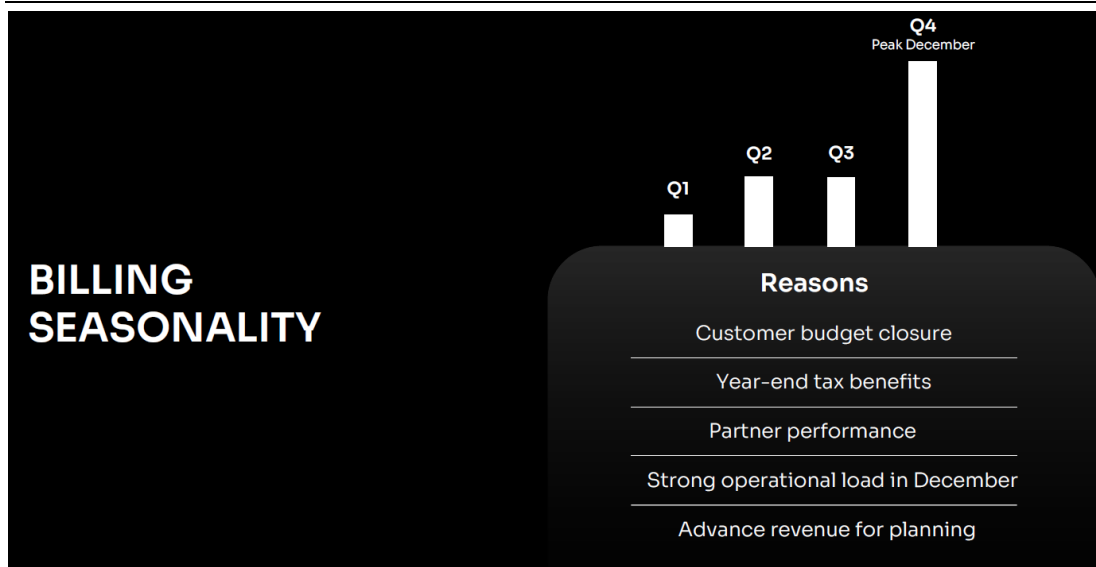 BILLING
SEASONALITY
Q1
Q2
Q3
Q4
Peak December
Reasons
Customer budget closure
Year-end tax benefits
Partner performance
Strong operational load in December
Advance revenue for planning